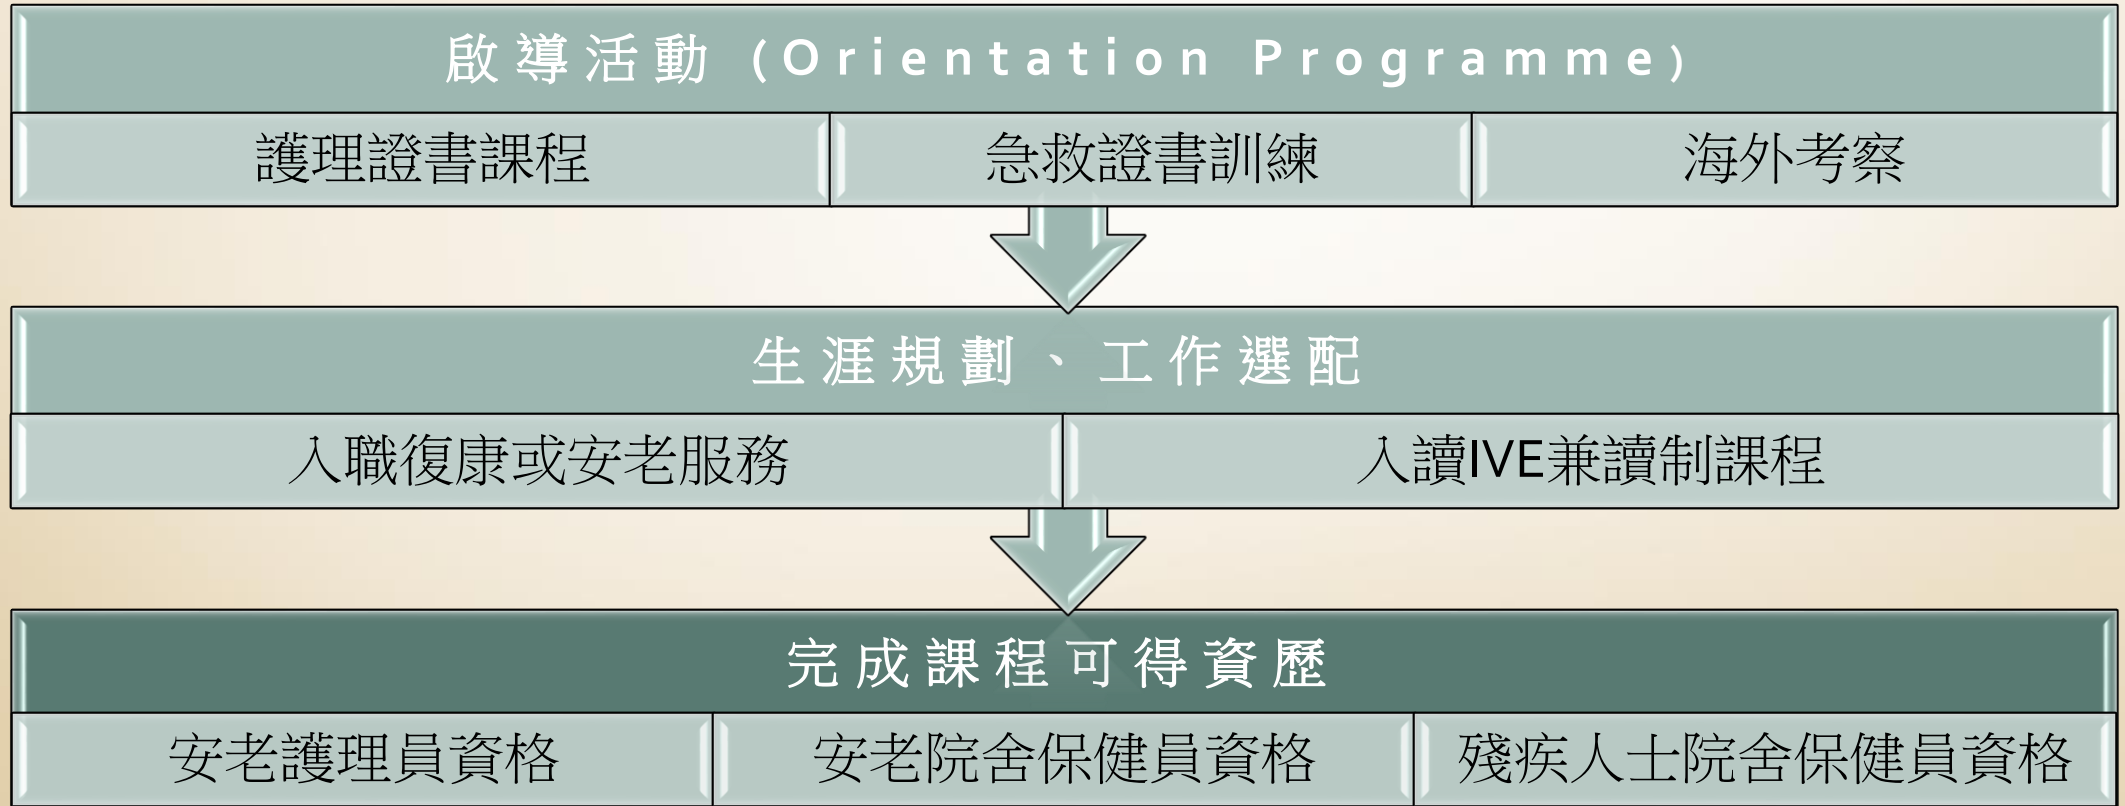 啟導活動 (Orientation Programme)
護理證書課程 急救證書訓練 海外考察
生涯規劃、工作選配
入職復康或安老服務 入讀IVE兼讀制課程
完成課程可得資歷
安老護理員資格 安老院舍保健員資格 殘疾人士院舍保健員資格